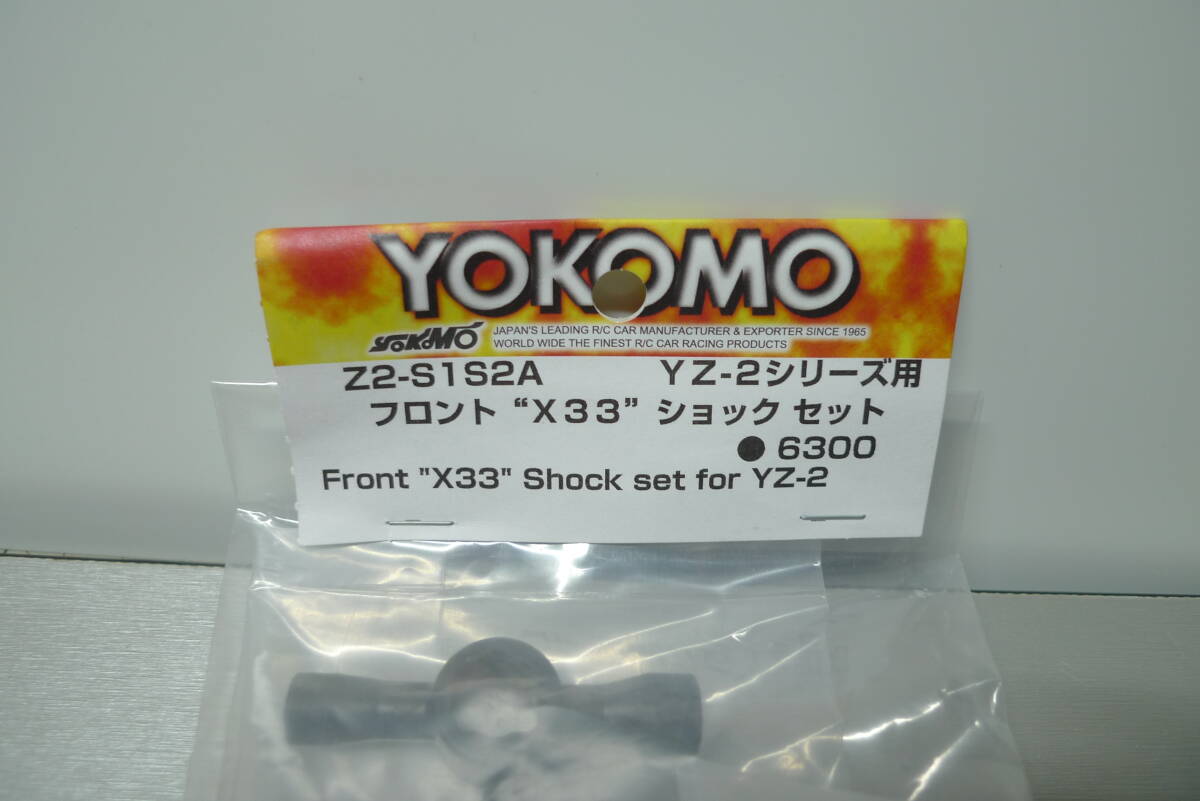 YOKOMO
YOKOMO JAPAN'S LEADING R/C CAR MANUFACTURER & EXPORTER SINCE 1965
WORLD WIDE THE FINEST R/C CAR RACING PRODUCTS
Z2-S1S2A YZ-2シリーズ用
フロント “X33” ショック セット
● 6300
Front "X33" Shock set for YZ-2